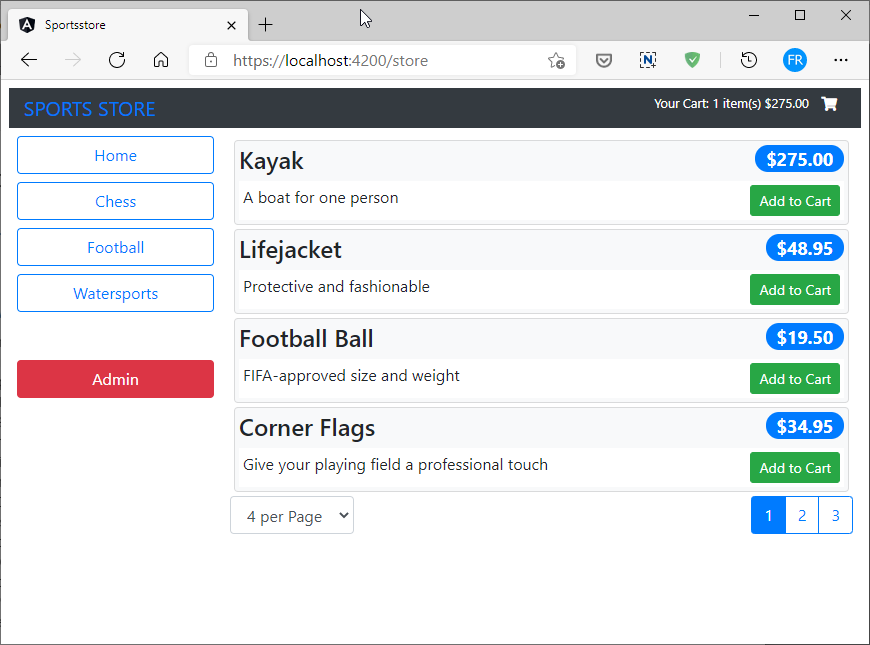 Sportsstore
https://localhost:4200/store
FR
SPORTS STORE
Your Cart: 1 item(s) $275.00
Home
Chess
Football
Watersports
Admin
Kayak
$275.00
A boat for one person
Add to Cart
Lifejacket
$48.95
Protective and fashionable
Add to Cart
Football Ball
$19.50
FIFA-approved size and weight
Add to Cart
Corner Flags
$34.95
Give your playing field a professional touch
Add to Cart
4 per Page
1 2 3